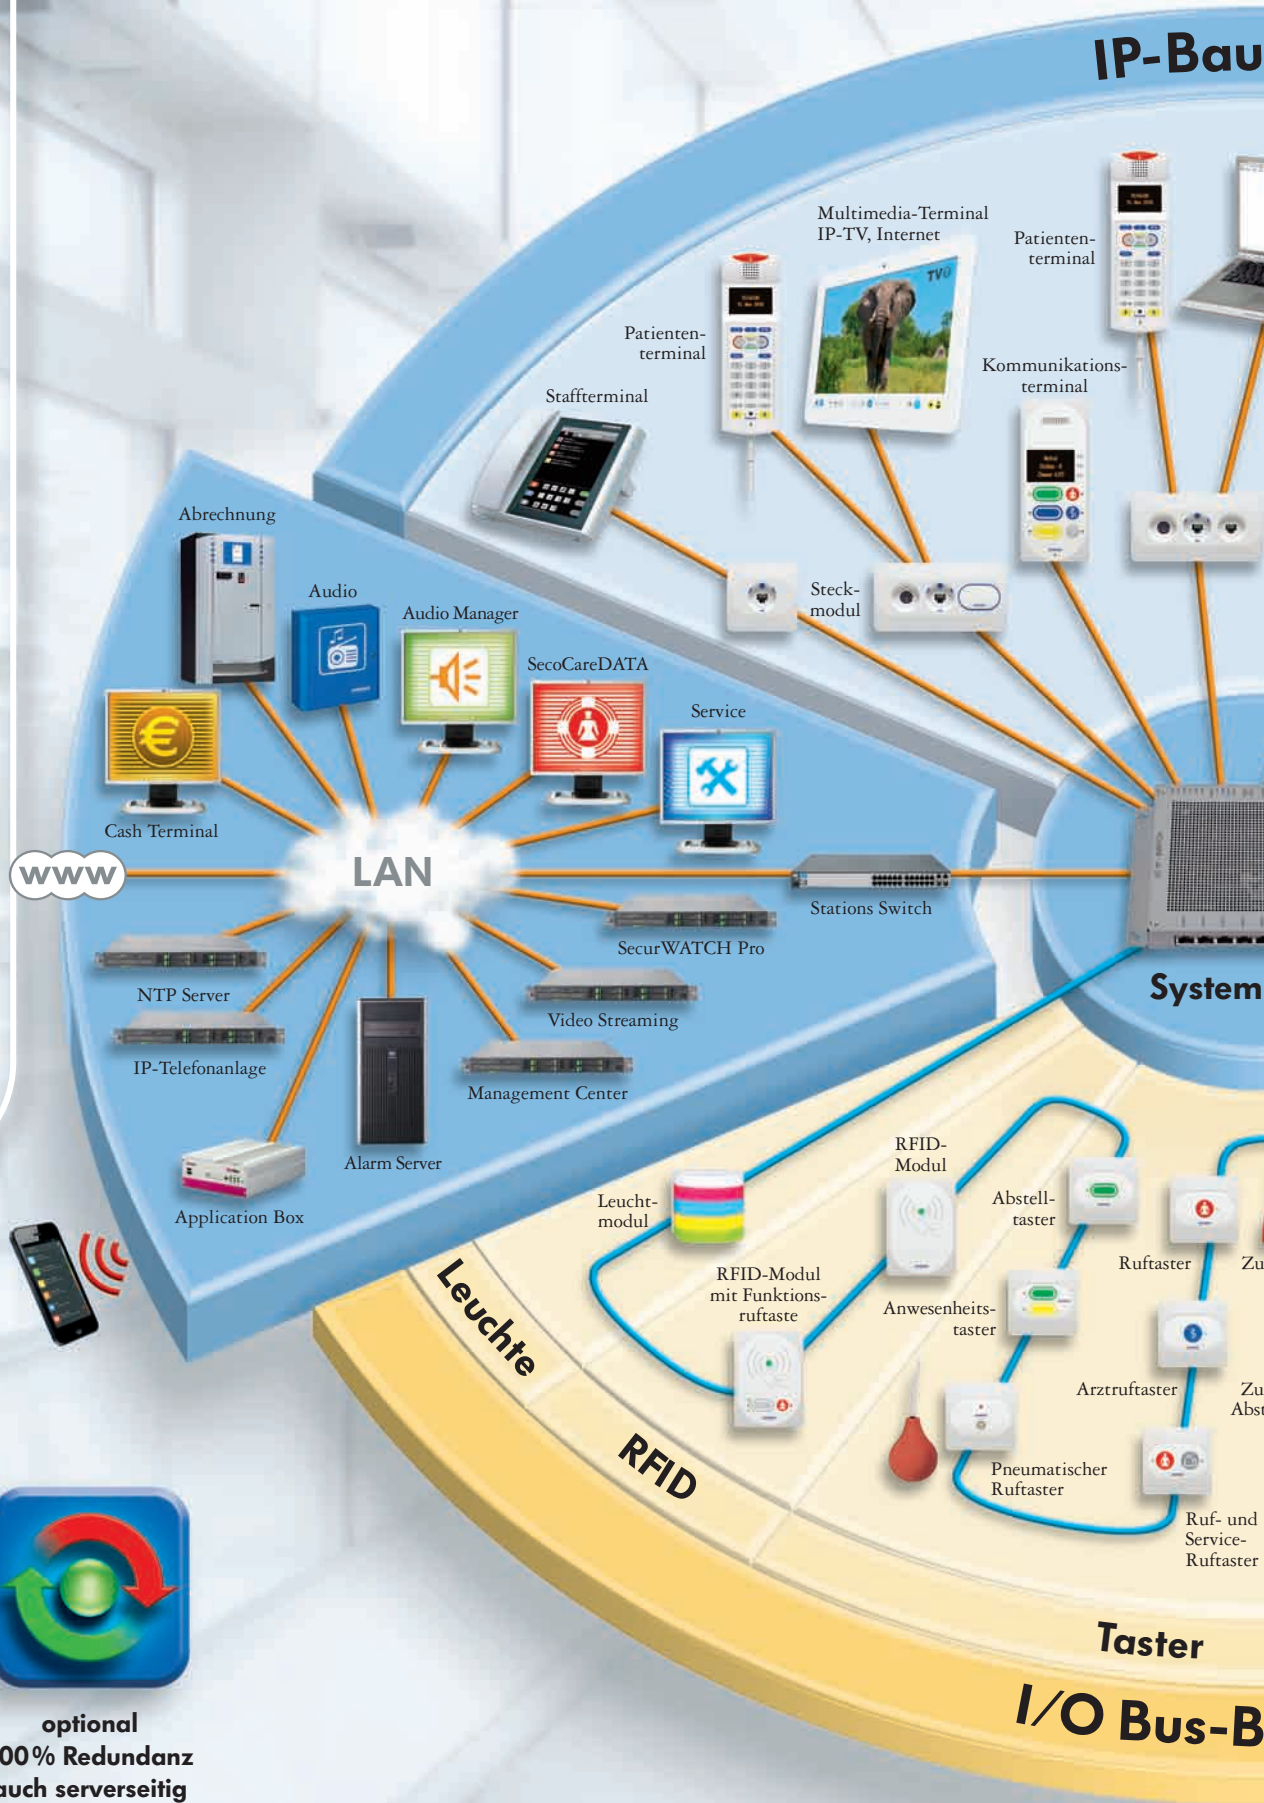 IP-Bau
Multimedia-Terminal
IP-TV, Internet
TV
Patienten-
terminal
Patienten-
terminal
Kommunikations-
terminal
Staffterminal
Steck-
modul
Abrechnung
Audio
Audio Manager
SecoCareDATA
Service
Cash Terminal
www
LAN
Stations Switch
SecurWATCH Pro
NTP Server
Video Streaming
IP-Telefonanlage
Management Center
Alarm Server
Application Box
System
RFID-
Modul
Leucht-
modul
Abstell-
taster
Ruftaster
Zu
RFID-Modul
mit Funktions-
ruftaste
Anwesenheits-
taster
Arztruftaster
Zu
Abst
Pneumatischer
Ruftaster
Ruf- und
Service-
Ruftaster
Leuchte
RFID
Taster
I/O Bus-B
optional
00% Redundanz
auch serverseitig